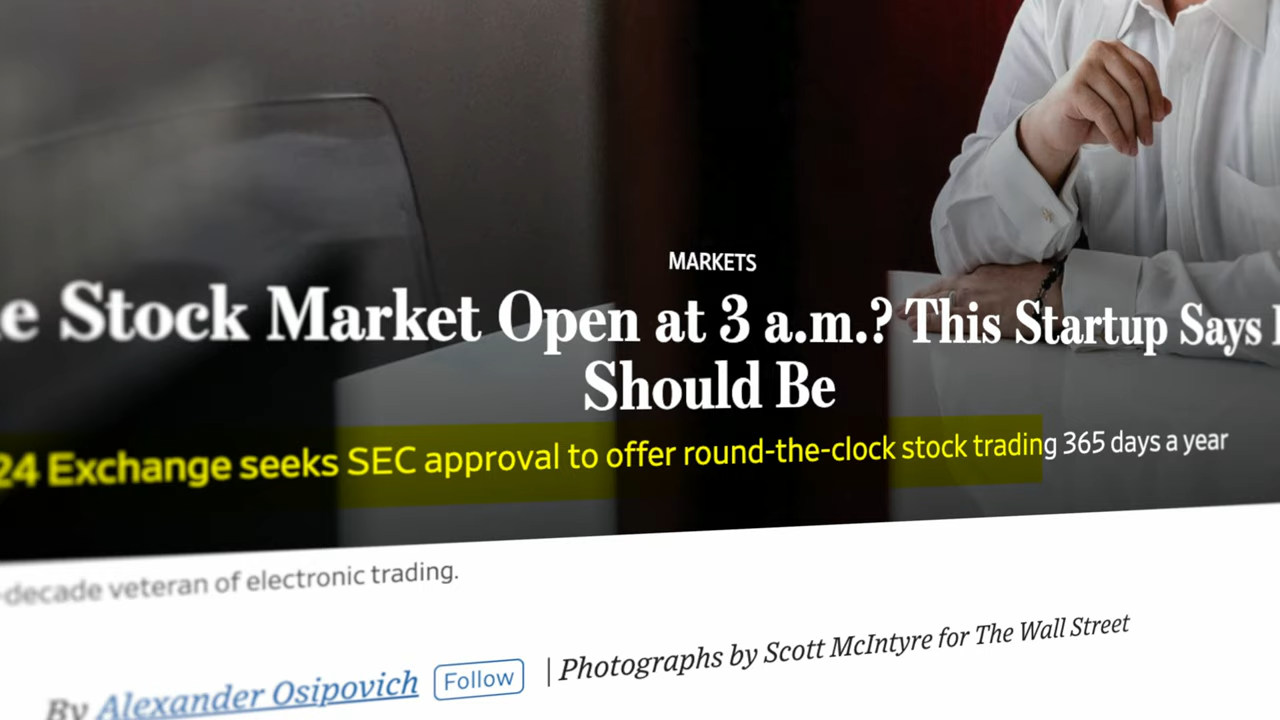 MARKETS
e Stock Market Open at 3 a.m.? This Startup Says I
Should Be
24 Exchange seeks SEC approval to offer round-the-clock stock trading 365 days a year
-decade veteran of electronic trading.
By Alexander Osipovich Follow | Photographs by Scott McIntyre for The Wall Street